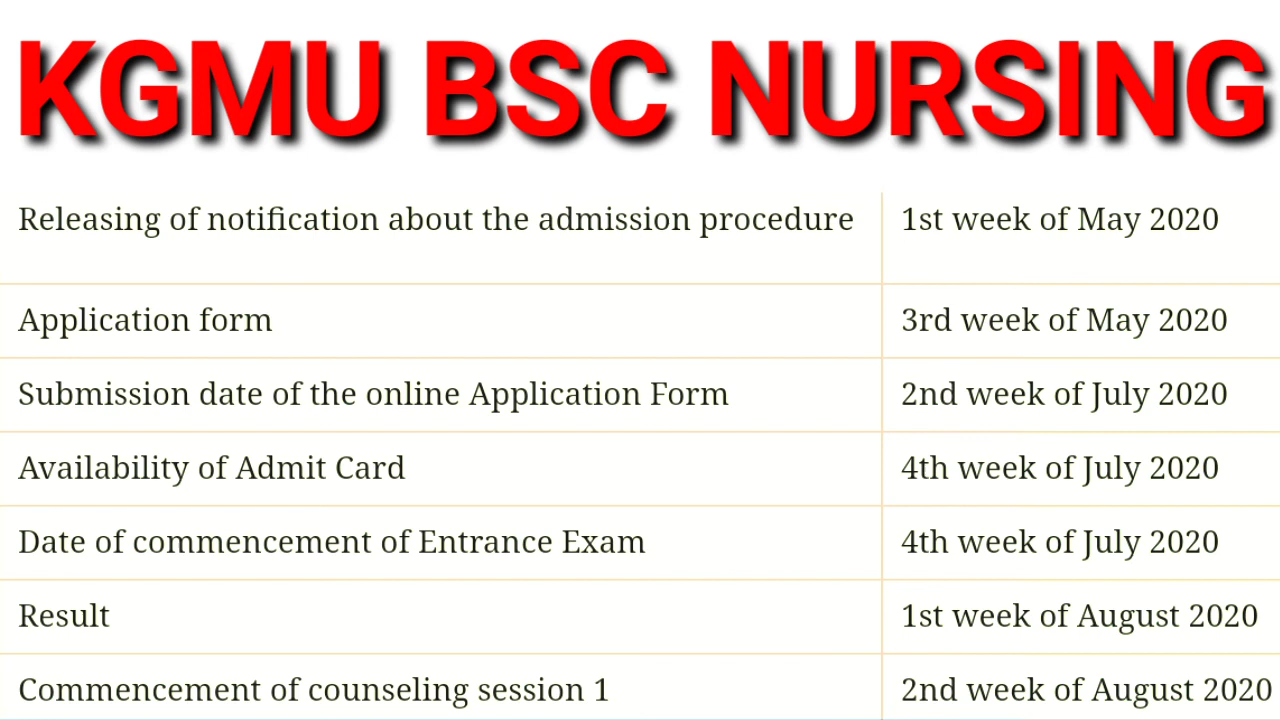 KGMU BSC NURSING
Releasing of notification about the admission procedure 1st week of May 2020
Application form 3rd week of May 2020
Submission date of the online Application Form 2nd week of July 2020
Availability of Admit Card 4th week of July 2020
Date of commencement of Entrance Exam 4th week of July 2020
Result 1st week of August 2020
Commencement of counseling session 1 2nd week of August 2020